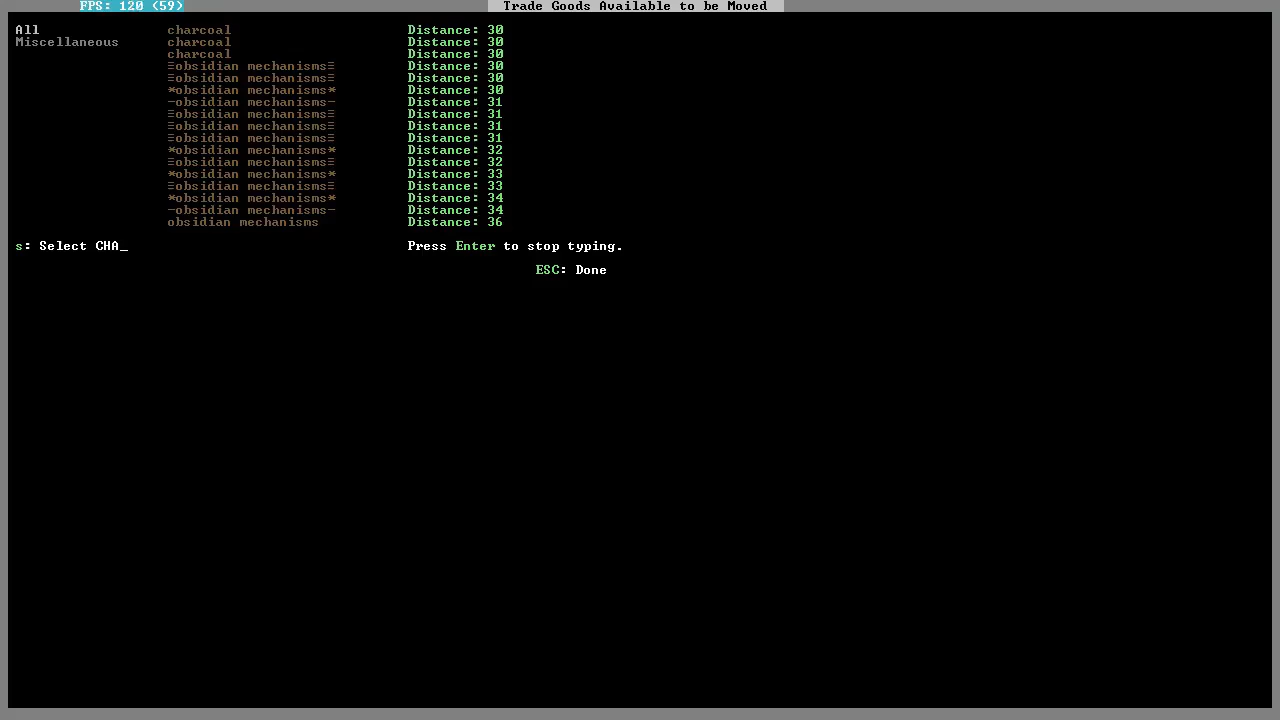 FPS: 120 (59) Trade Goods Available to be Moved
All charcoal Distance: 30
Miscellaneous charcoal Distance: 30
charcoal Distance: 30
≡obsidian mechanisms≡ Distance: 30
≡obsidian mechanisms≡ Distance: 30
*obsidian mechanisms* Distance: 30
-obsidian mechanisms- Distance: 31
≡obsidian mechanisms≡ Distance: 31
≡obsidian mechanisms≡ Distance: 31
≡obsidian mechanisms≡ Distance: 31
*obsidian mechanisms* Distance: 32
≡obsidian mechanisms≡ Distance: 32
*obsidian mechanisms* Distance: 33
≡obsidian mechanisms≡ Distance: 33
*obsidian mechanisms* Distance: 34
-obsidian mechanisms- Distance: 34
obsidian mechanisms Distance: 36
s: Select CHA_ Press Enter to stop typing.
ESC: Done